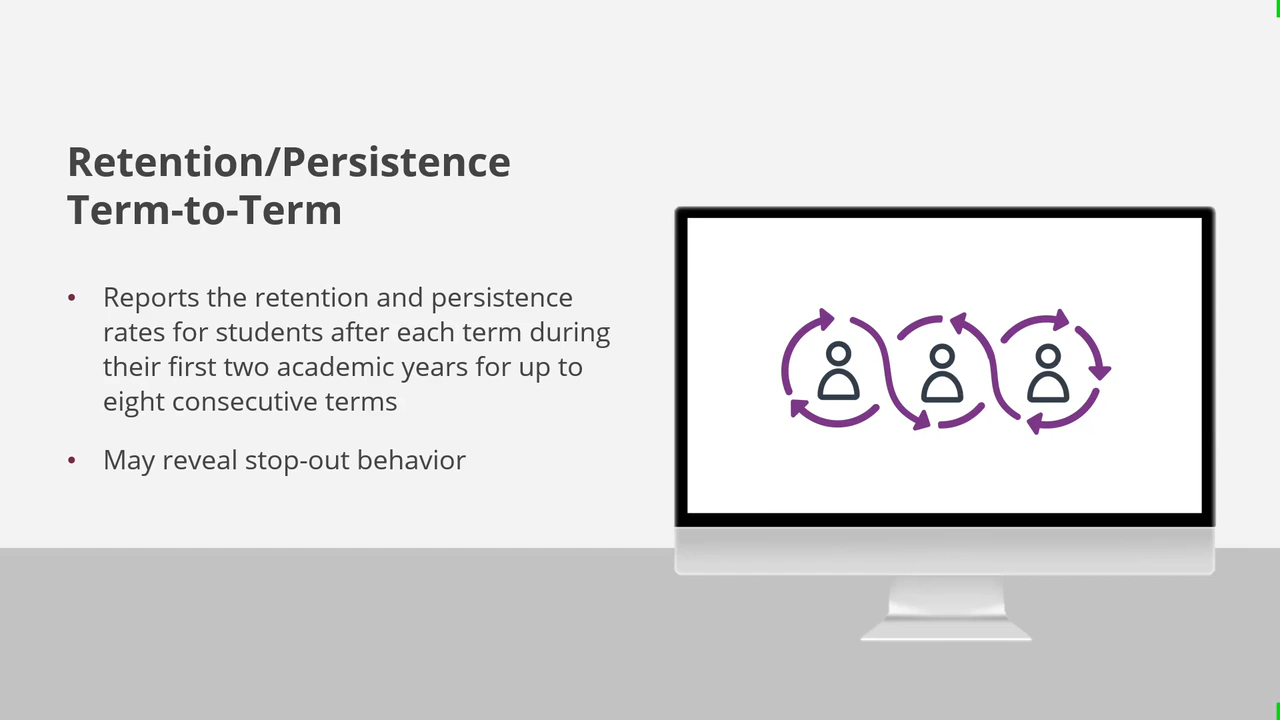 Retention/Persistence
Term-to-Term
• Reports the retention and persistence
rates for students after each term during
their first two academic years for up to
eight consecutive terms
• May reveal stop-out behavior